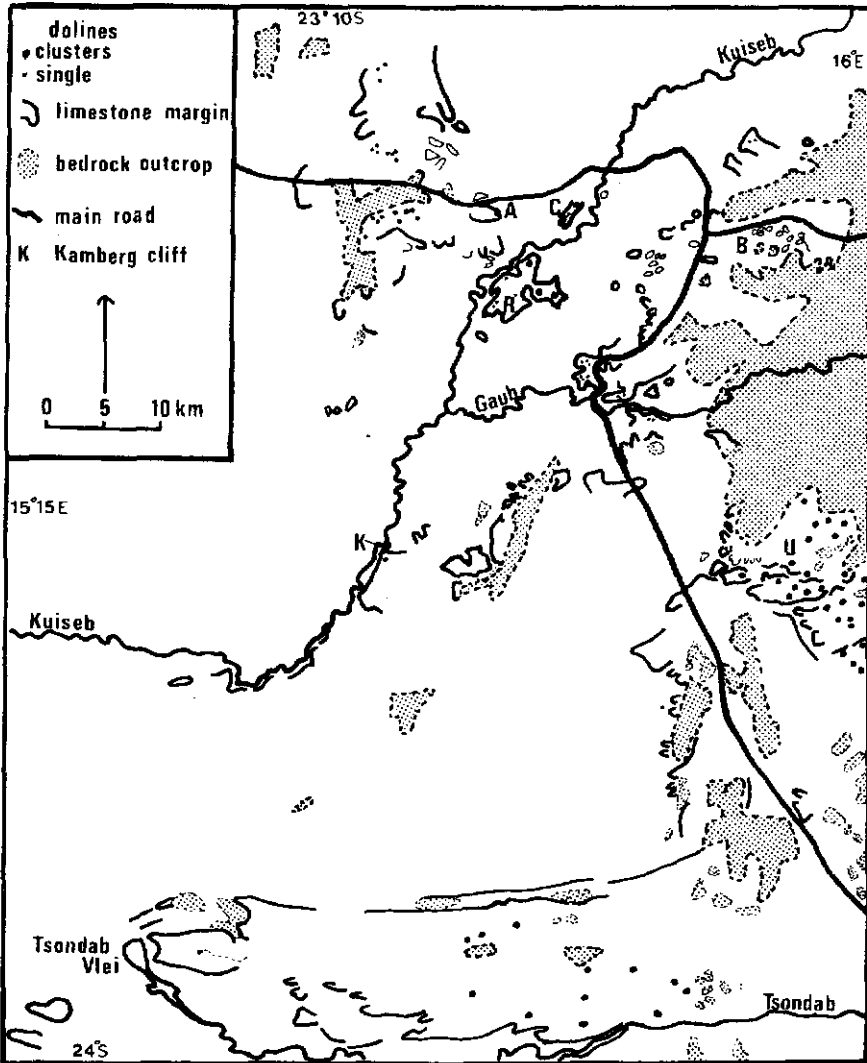 dolines
clusters
single
limestone margin
bedrock outcrop
main road
K Kamberg cliff
0 5 10 km
23°10S
Kuiseb
16°E
A
C
B
R
Gaub
15°15E
K
U
Kuiseb
Tsondab
Vlei
Tsondab
24°S